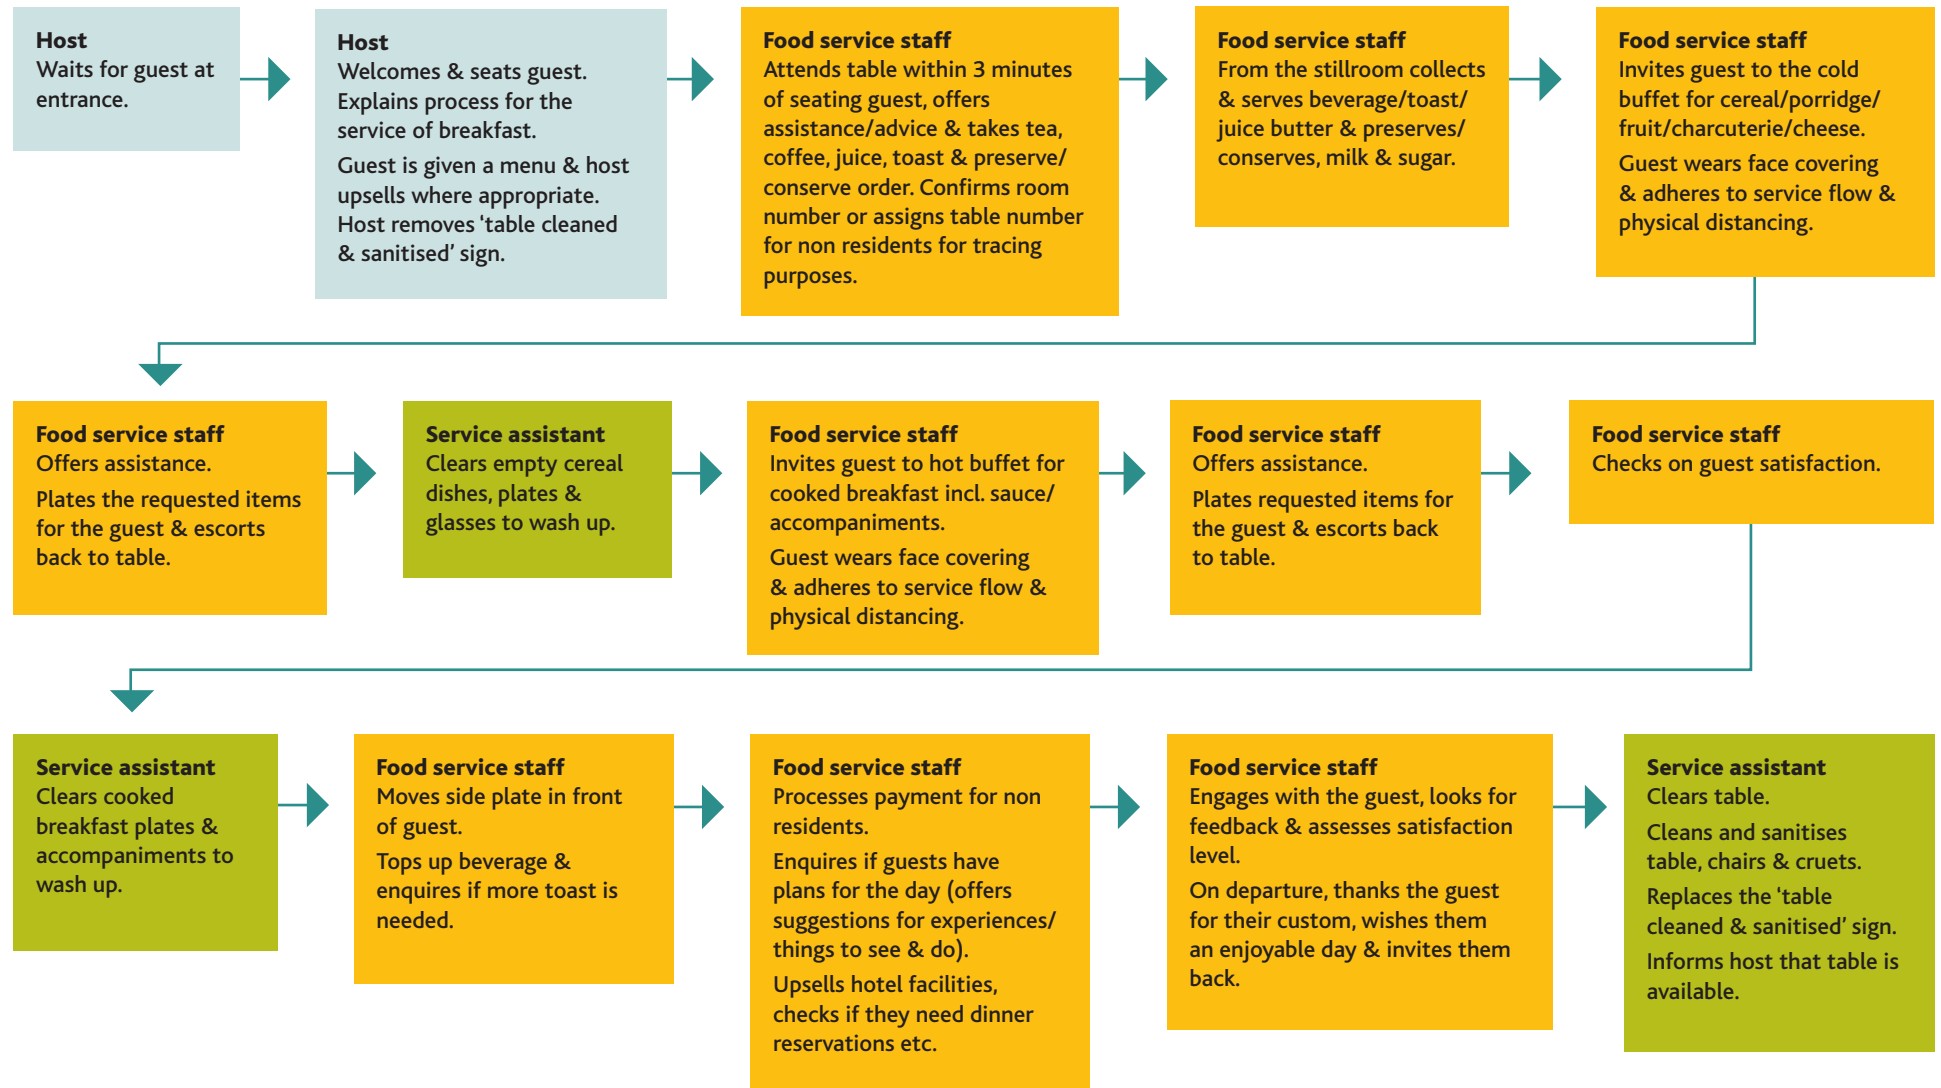 Host
Waits for guest at
entrance.
Host
Welcomes & seats guest.
Explains process for the
service of breakfast.
Guest is given a menu & host
upsells where appropriate.
Host removes ‘table cleaned
& sanitised’ sign.
Food service staff
Attends table within 3 minutes
of seating guest, offers
assistance/advice & takes tea,
coffee, juice, toast & preserve/
conserve order. Confirms room
number or assigns table number
for non residents for tracing
purposes.
Food service staff
From the stillroom collects
& serves beverage/toast/
juice butter & preserves/
conserves, milk & sugar.
Food service staff
Invites guest to the cold
buffet for cereal/porridge/
fruit/charcuterie/cheese.
Guest wears face covering
& adheres to service flow &
physical distancing.
Food service staff
Offers assistance.
Plates the requested items
for the guest & escorts
back to table.
Service assistant
Clears empty cereal
dishes, plates &
glasses to wash up.
Food service staff
Invites guest to hot buffet for
cooked breakfast incl. sauce/
accompaniments.
Guest wears face covering
& adheres to service flow &
physical distancing.
Food service staff
Offers assistance.
Plates requested items for
the guest & escorts back
to table.
Food service staff
Checks on guest satisfaction.
Service assistant
Clears cooked
breakfast plates &
accompaniments to
wash up.
Food service staff
Moves side plate in front
of guest.
Tops up beverage &
enquires if more toast is
needed.
Food service staff
Processes payment for non
residents.
Enquires if guests have
plans for the day (offers
suggestions for experiences/
things to see & do).
Upsells hotel facilities,
checks if they need dinner
reservations etc.
Food service staff
Engages with the guest, looks for
feedback & assesses satisfaction
level.
On departure, thanks the guest
for their custom, wishes them
an enjoyable day & invites them
back.
Service assistant
Clears table.
Cleans and sanitises
table, chairs & cruets.
Replaces the ‘table
cleaned & sanitised’ sign.
Informs host that table is
available.